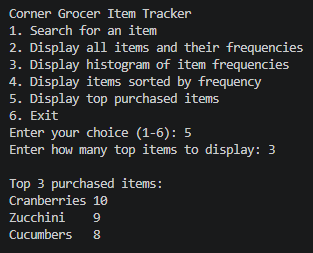 Corner Grocer Item Tracker
1. Search for an item
2. Display all items and their frequencies
3. Display histogram of item frequencies
4. Display items sorted by frequency
5. Display top purchased items
6. Exit
Enter your choice (1-6): 5
Enter how many top items to display: 3

Top 3 purchased items:
Cranberries 10
Zucchini    9
Cucumbers   8